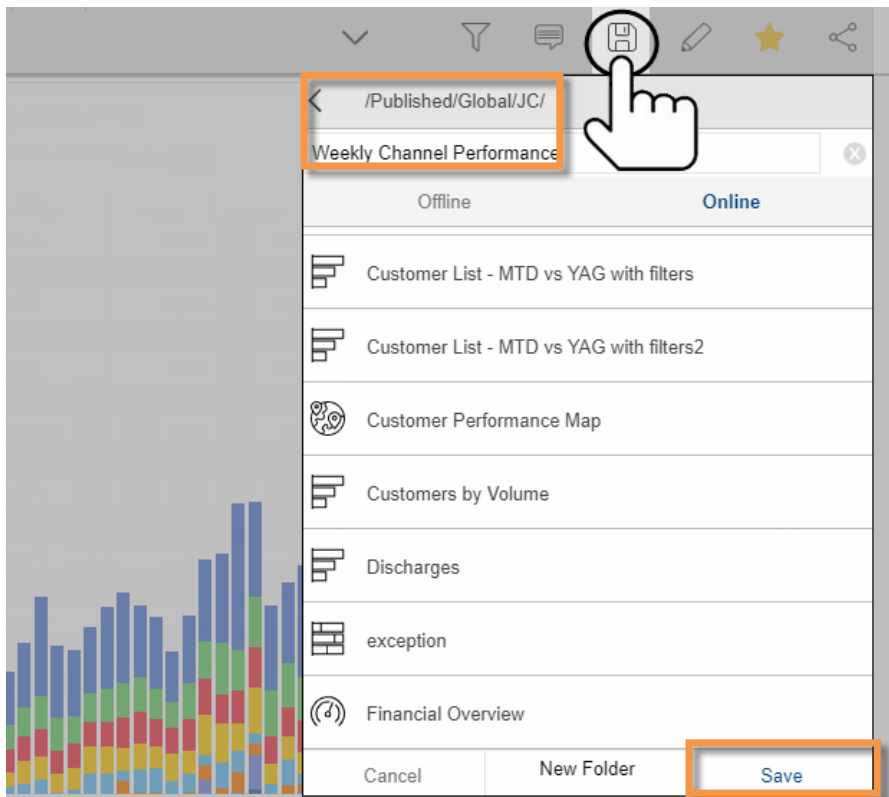 /Published/Global/JC/
Weekly Channel Performance
Offline Online
Customer List - MTD vs YAG with filters
Customer List - MTD vs YAG with filters2
Customer Performance Map
Customers by Volume
Discharges
exception
Financial Overview
Cancel New Folder Save